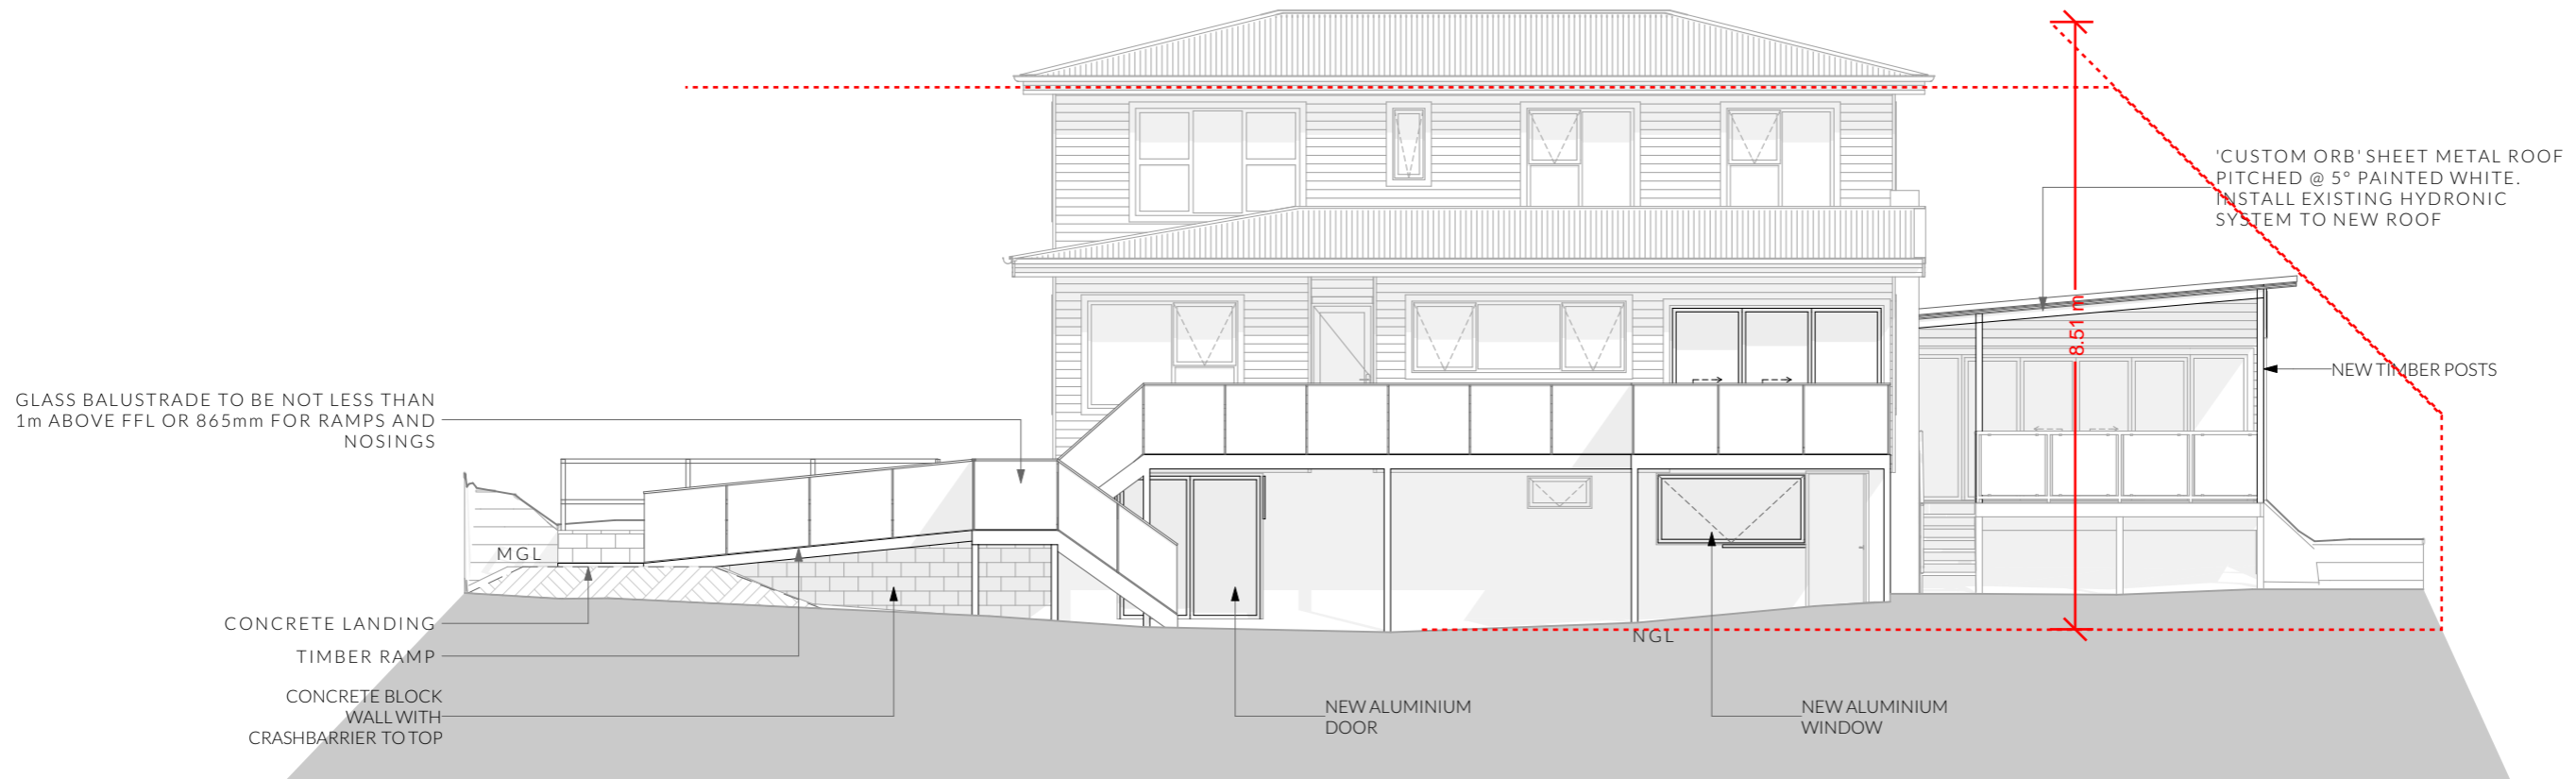 'CUSTOM ORB' SHEET METAL ROOF
PITCHED @ 5° PAINTED WHITE.
INSTALL EXISTING HYDRONIC
SYSTEM TO NEW ROOF
8.51 m
NEW TIMBER POSTS
GLASS BALUSTRADE TO BE NOT LESS THAN
1m ABOVE FFL OR 865mm FOR RAMPS AND
NOSINGS
MGL
CONCRETE LANDING
TIMBER RAMP
CONCRETE BLOCK
WALL WITH
CRASHBARRIER TO TOP
NGL
NEW ALUMINIUM
DOOR
NEW ALUMINIUM
WINDOW